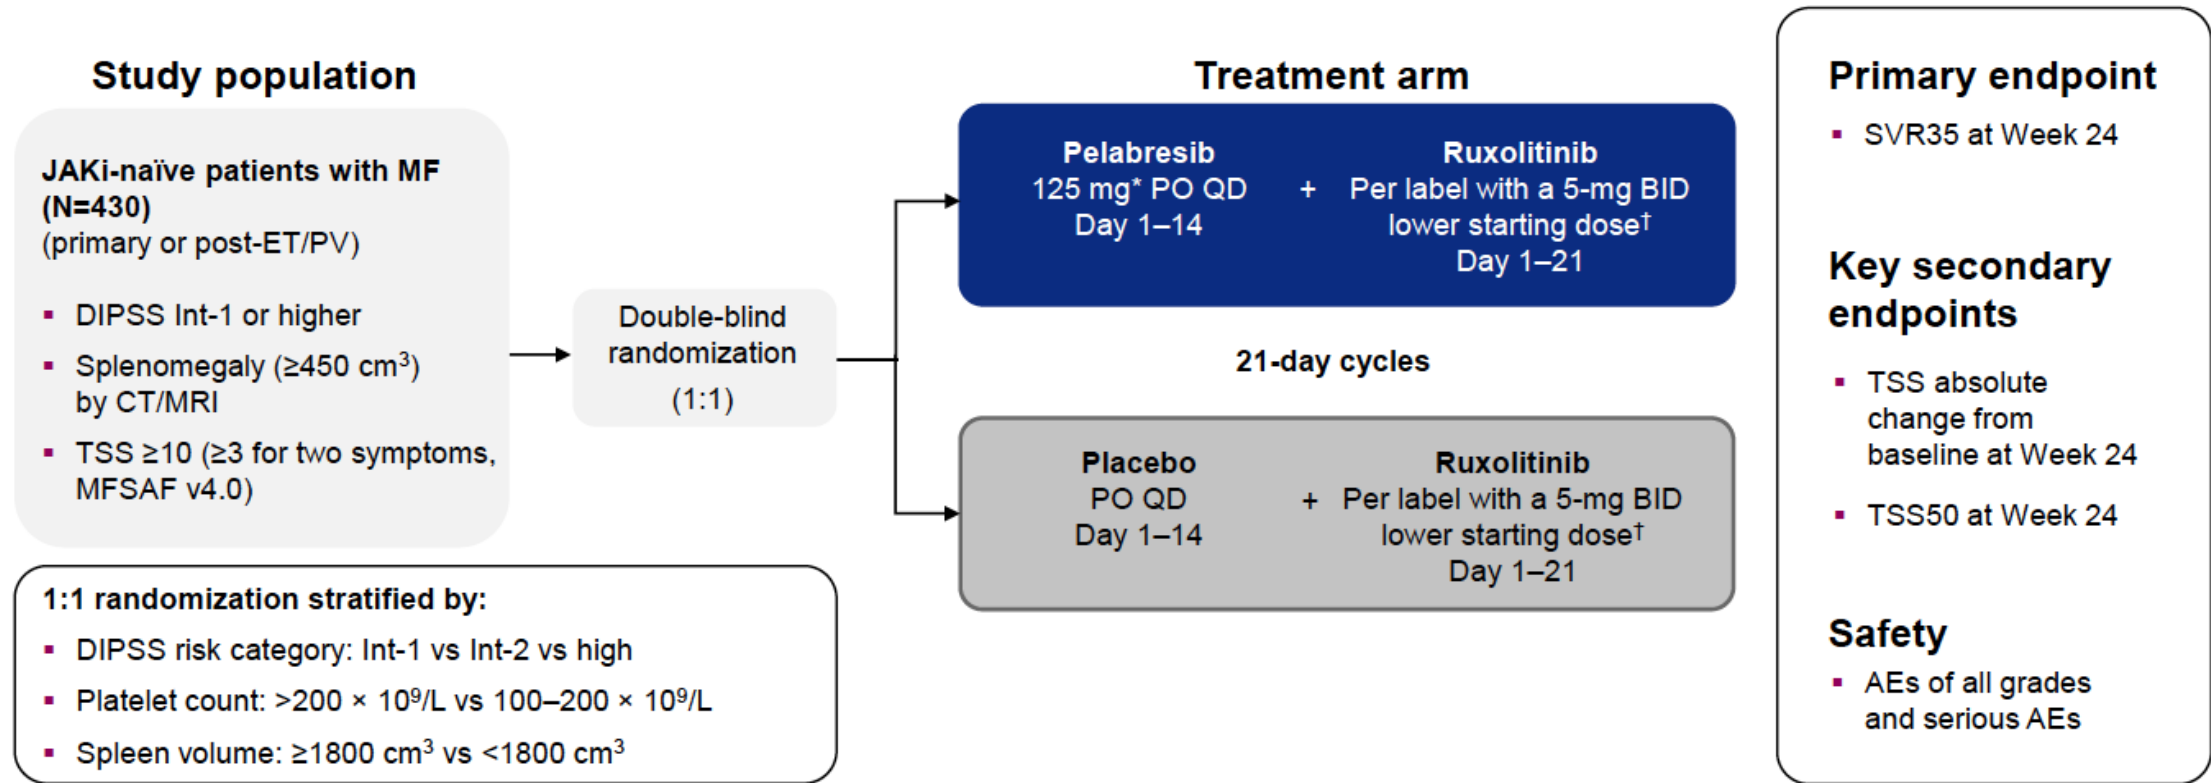 Study population
JAKi-naïve patients with MF
(N=430)
(primary or post-ET/PV)
▪ DIPSS Int-1 or higher
▪ Splenomegaly (≥450 cm³)
by CT/MRI
▪ TSS ≥10 (≥3 for two symptoms,
MFSAF v4.0)
1:1 randomization stratified by:
▪ DIPSS risk category: Int-1 vs Int-2 vs high
▪ Platelet count: >200 × 10⁹/L vs 100–200 × 10⁹/L
▪ Spleen volume: ≥1800 cm³ vs <1800 cm³
Double-blind
randomization
(1:1)
Treatment arm
Pelabresib
125 mg* PO QD
Day 1–14
+
Ruxolitinib
Per label with a 5-mg BID
lower starting dose†
Day 1–21
21-day cycles
Placebo
PO QD
Day 1–14
+
Ruxolitinib
Per label with a 5-mg BID
lower starting dose†
Day 1–21
Primary endpoint
▪ SVR35 at Week 24
Key secondary
endpoints
▪ TSS absolute
change from
baseline at Week 24
▪ TSS50 at Week 24
Safety
▪ AEs of all grades
and serious AEs